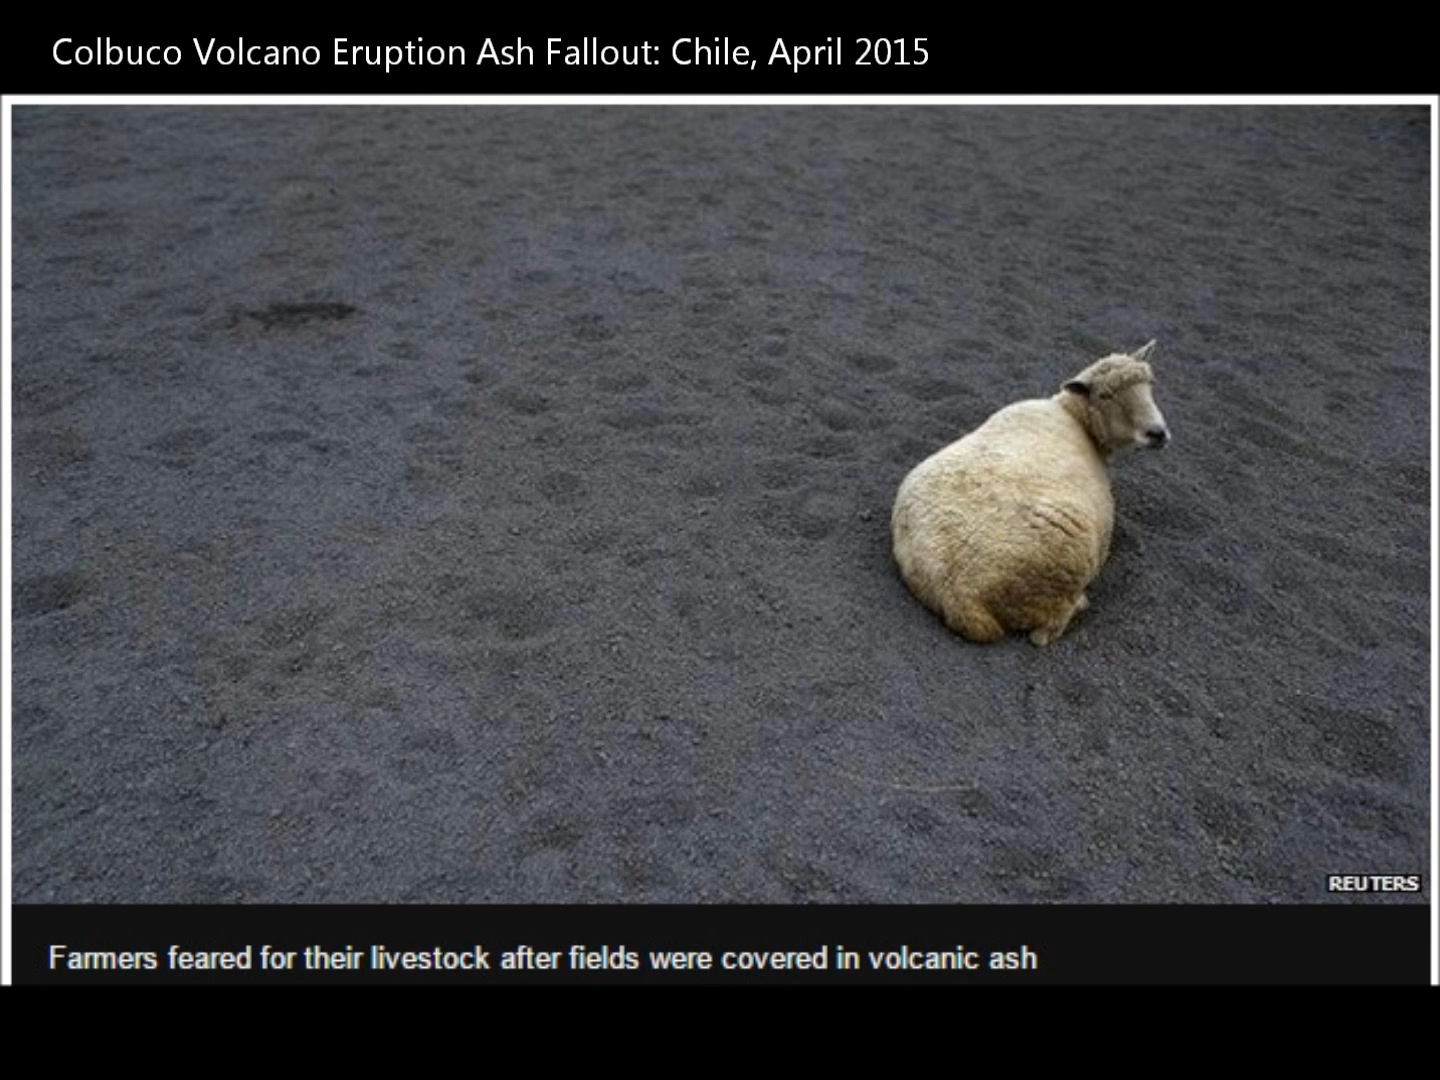 Colbuco Volcano Eruption Ash Fallout: Chile, April 2015
REUTERS
Farmers feared for their livestock after fields were covered in volcanic ash